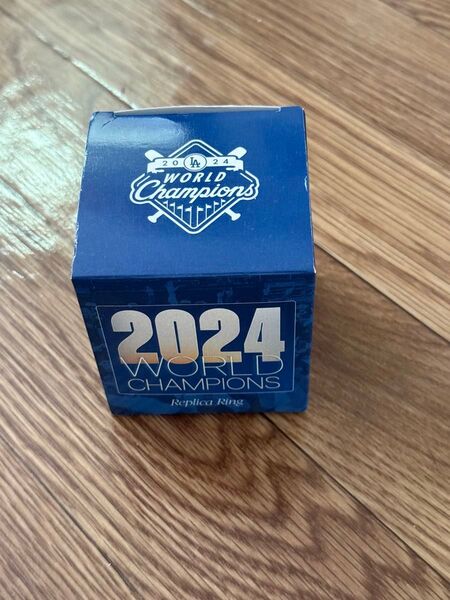 20 LA 24
WORLD
Champions
2024
WORLD
CHAMPIONS
Replica Ring